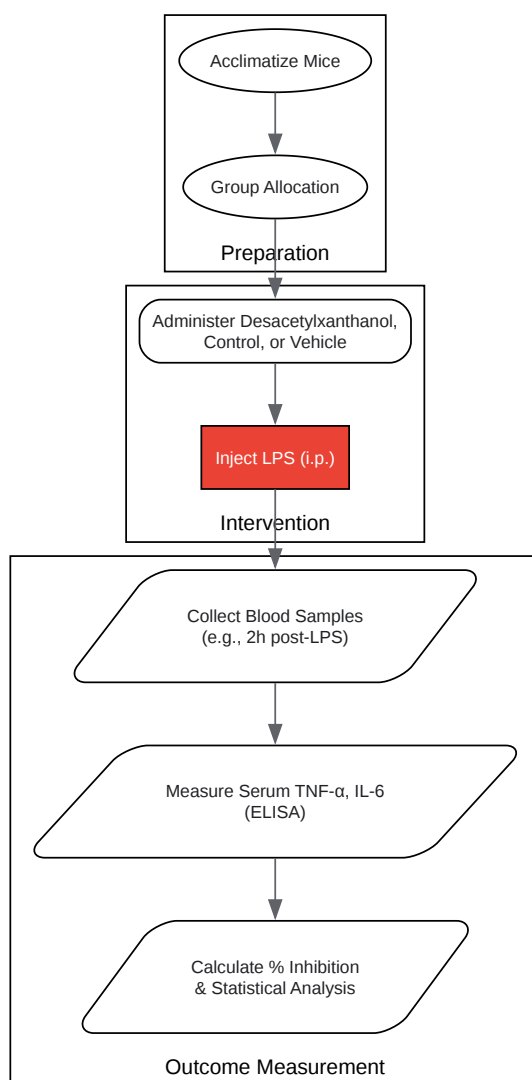 Acclimatize Mice
Group Allocation
Preparation
Administer Desacetylxanthanol,
Control, or Vehicle
Inject LPS (i.p.)
Intervention
Collect Blood Samples
(e.g., 2h post-LPS)
Measure Serum TNF-α, IL-6
(ELISA)
Calculate % Inhibition
& Statistical Analysis
Outcome Measurement